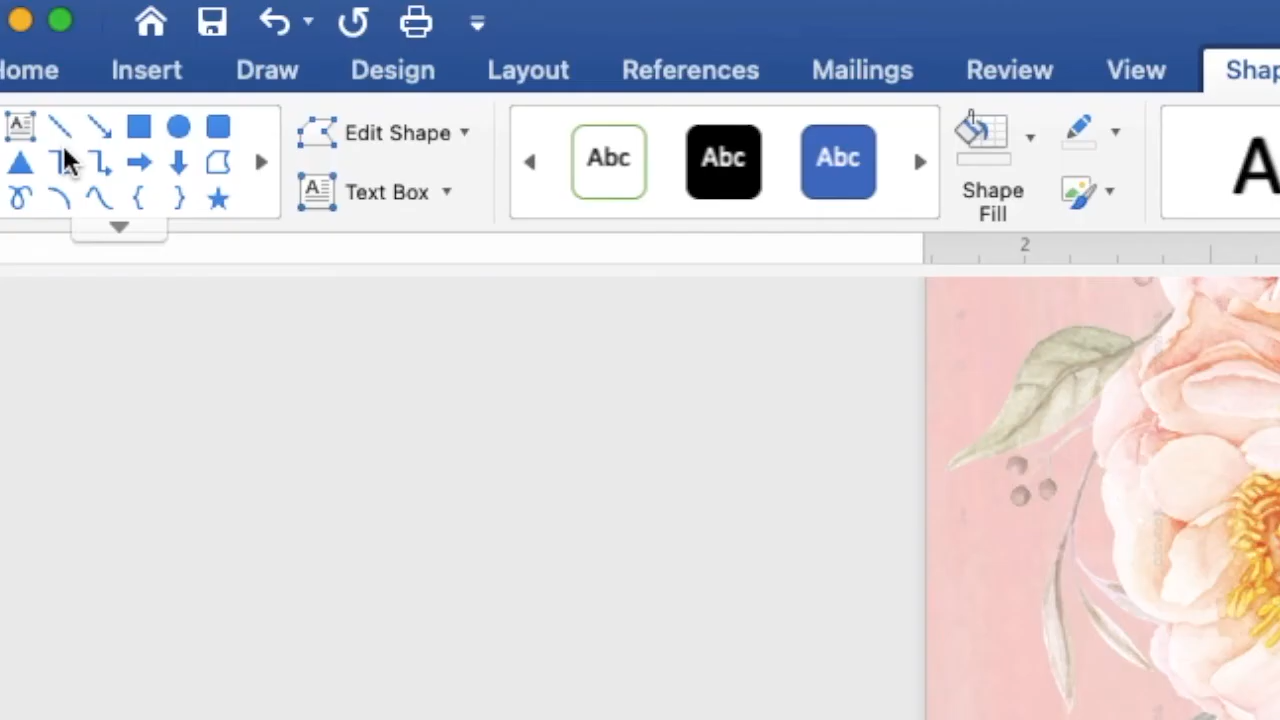 Home Insert Draw Design Layout References Mailings Review View Shap
A Edit Shape
A Text Box
Abc Abc Abc
Shape
Fill
A
2